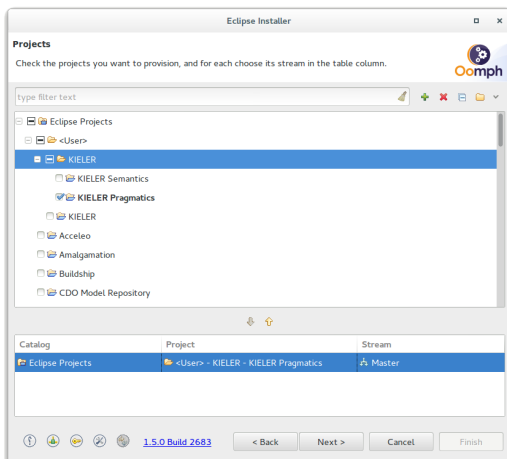 Eclipse Installer
Projects
Check the projects you want to provision, and for each choose its stream in the table column.
Oomph
type filter text
Eclipse Projects
<User>
KIELER
KIELER Semantics
KIELER Pragmatics
KIELER
Acceleo
Amalgamation
Buildship
CDO Model Repository
Catalog Project Stream
Eclipse Projects <User> - KIELER - KIELER Pragmatics Master
1.5.0 Build 2683 < Back Next > Cancel Finish